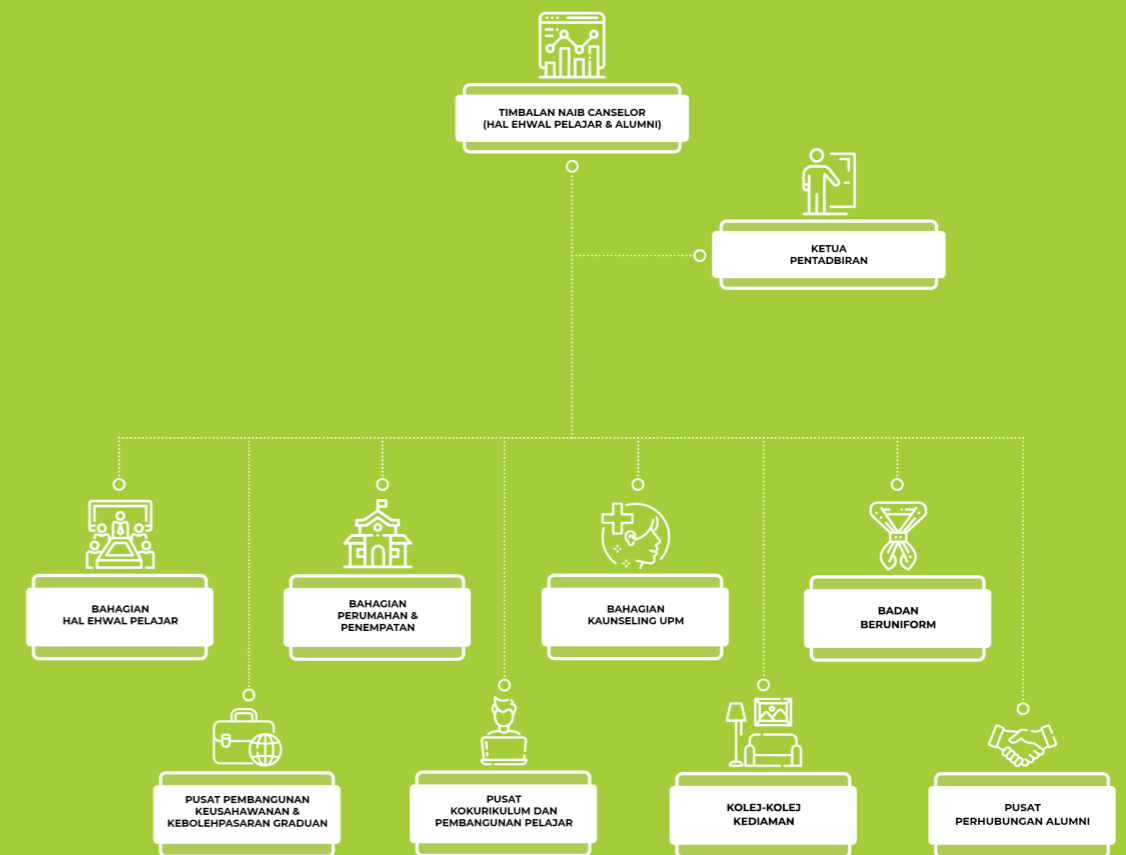 TIMBALAN NAIB CANSELOR
(HAL EHWAL PELAJAR & ALUMNI)
KETUA
PENTADBIRAN
BAHAGIAN
HAL EHWAL PELAJAR
BAHAGIAN
PERUMAHAN &
PENEMPATAN
BAHAGIAN
KAUNSELING UPM
BADAN
BERUNIFORM
PUSAT PEMBANGUNAN
KEUSAHAWANAN &
KEBOLEHPASARAN GRADUAN
PUSAT
KOKURIKULUM DAN
PEMBANGUNAN PELAJAR
KOLEJ-KOLEJ
KEDIAMAN
PUSAT
PERHUBUNGAN ALUMNI